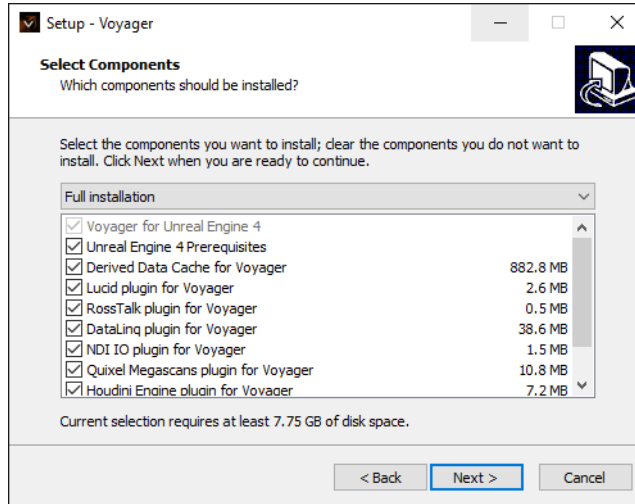 Setup - Voyager
Select Components
Which components should be installed?
Select the components you want to install; clear the components you do not want to
install. Click Next when you are ready to continue.
Full installation
Voyager for Unreal Engine 4
Unreal Engine 4 Prerequisites
Derived Data Cache for Voyager 882.8 MB
Lucid plugin for Voyager 2.6 MB
RossTalk plugin for Voyager 0.5 MB
DataLinq plugin for Voyager 38.6 MB
NDI IO plugin for Voyager 1.5 MB
Quixel Megascans plugin for Voyager 10.8 MB
Houdini Engine plugin for Voyager 7.2 MB
Current selection requires at least 7.75 GB of disk space.
< Back Next > Cancel